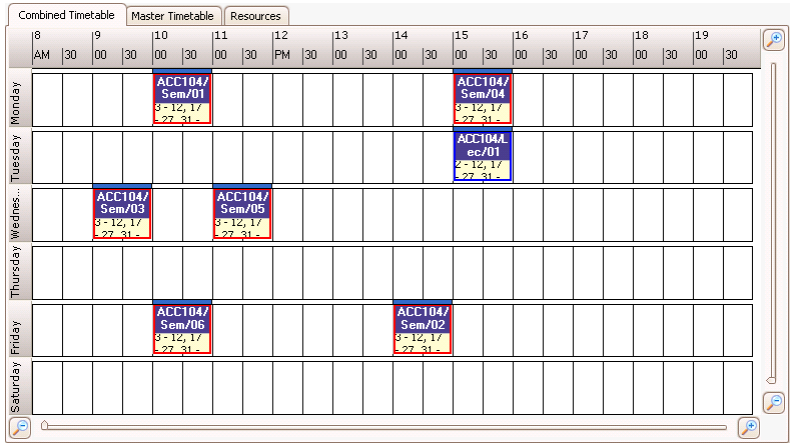 Combined Timetable Master Timetable Resources
8 9 10 11 12 13 14 15 16 17 18 19
AM 30 00 30 00 30 00 30 PM 30 00 30 00 30 00 30 00 30 00 30 00 30 00 30
Monday
ACC104/
Sem/01
3 - 12, 17
- 27, 31 -
ACC104/
Sem/04
3 - 12, 17
- 27, 31 -
Tuesday
ACC104/L
ec/01
2 - 12, 17
- 27, 31 -
Wednes...
ACC104/
Sem/03
3 - 12, 17
- 27, 31 -
ACC104/
Sem/05
3 - 12, 17
- 27, 31 -
Thursday
Friday
ACC104/
Sem/06
3 - 12, 17
- 27, 31 -
ACC104/
Sem/02
3 - 12, 17
- 27, 31 -
Saturday